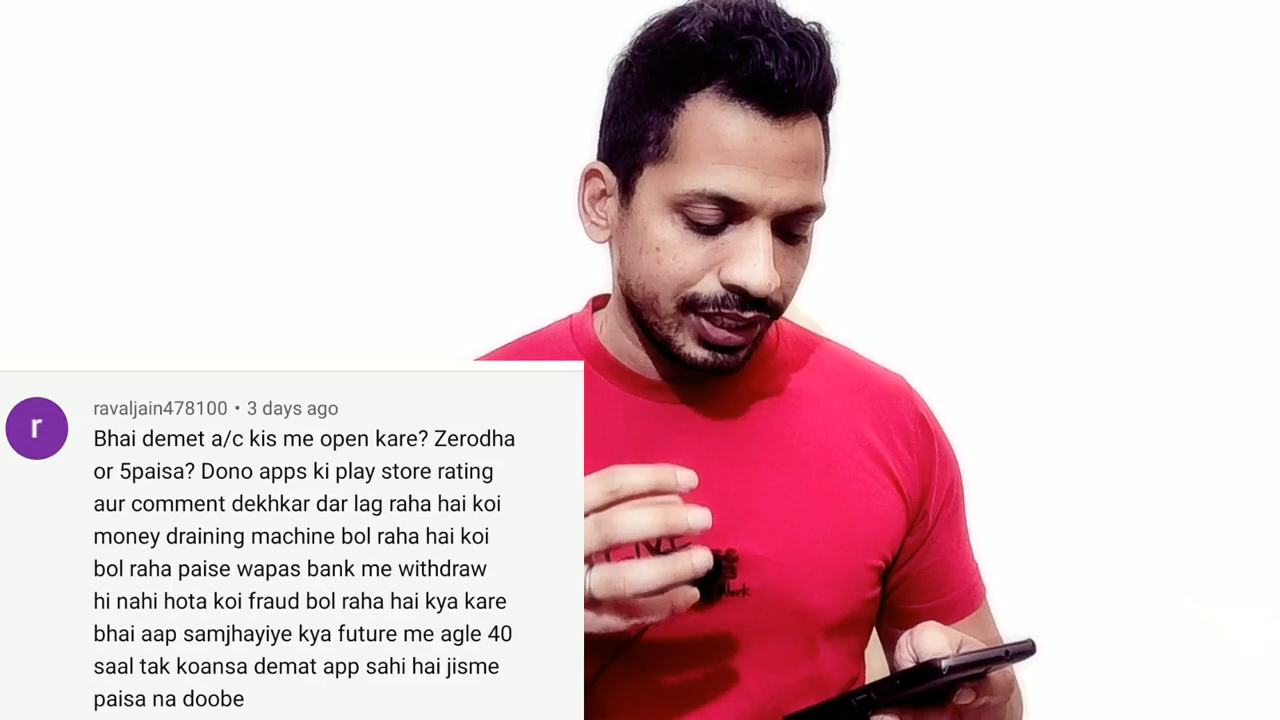 ravaljain478100 • 3 days ago
Bhai demet a/c kis me open kare? Zerodha
or 5paisa? Dono apps ki play store rating
aur comment dekhkar dar lag raha hai koi
money draining machine bol raha hai koi
bol raha paise wapas bank me withdraw
hi nahi hota koi fraud bol raha hai kya kare
bhai aap samjhayiye kya future me agle 40
saal tak koansa demat app sahi hai jisme
paisa na doobe
r